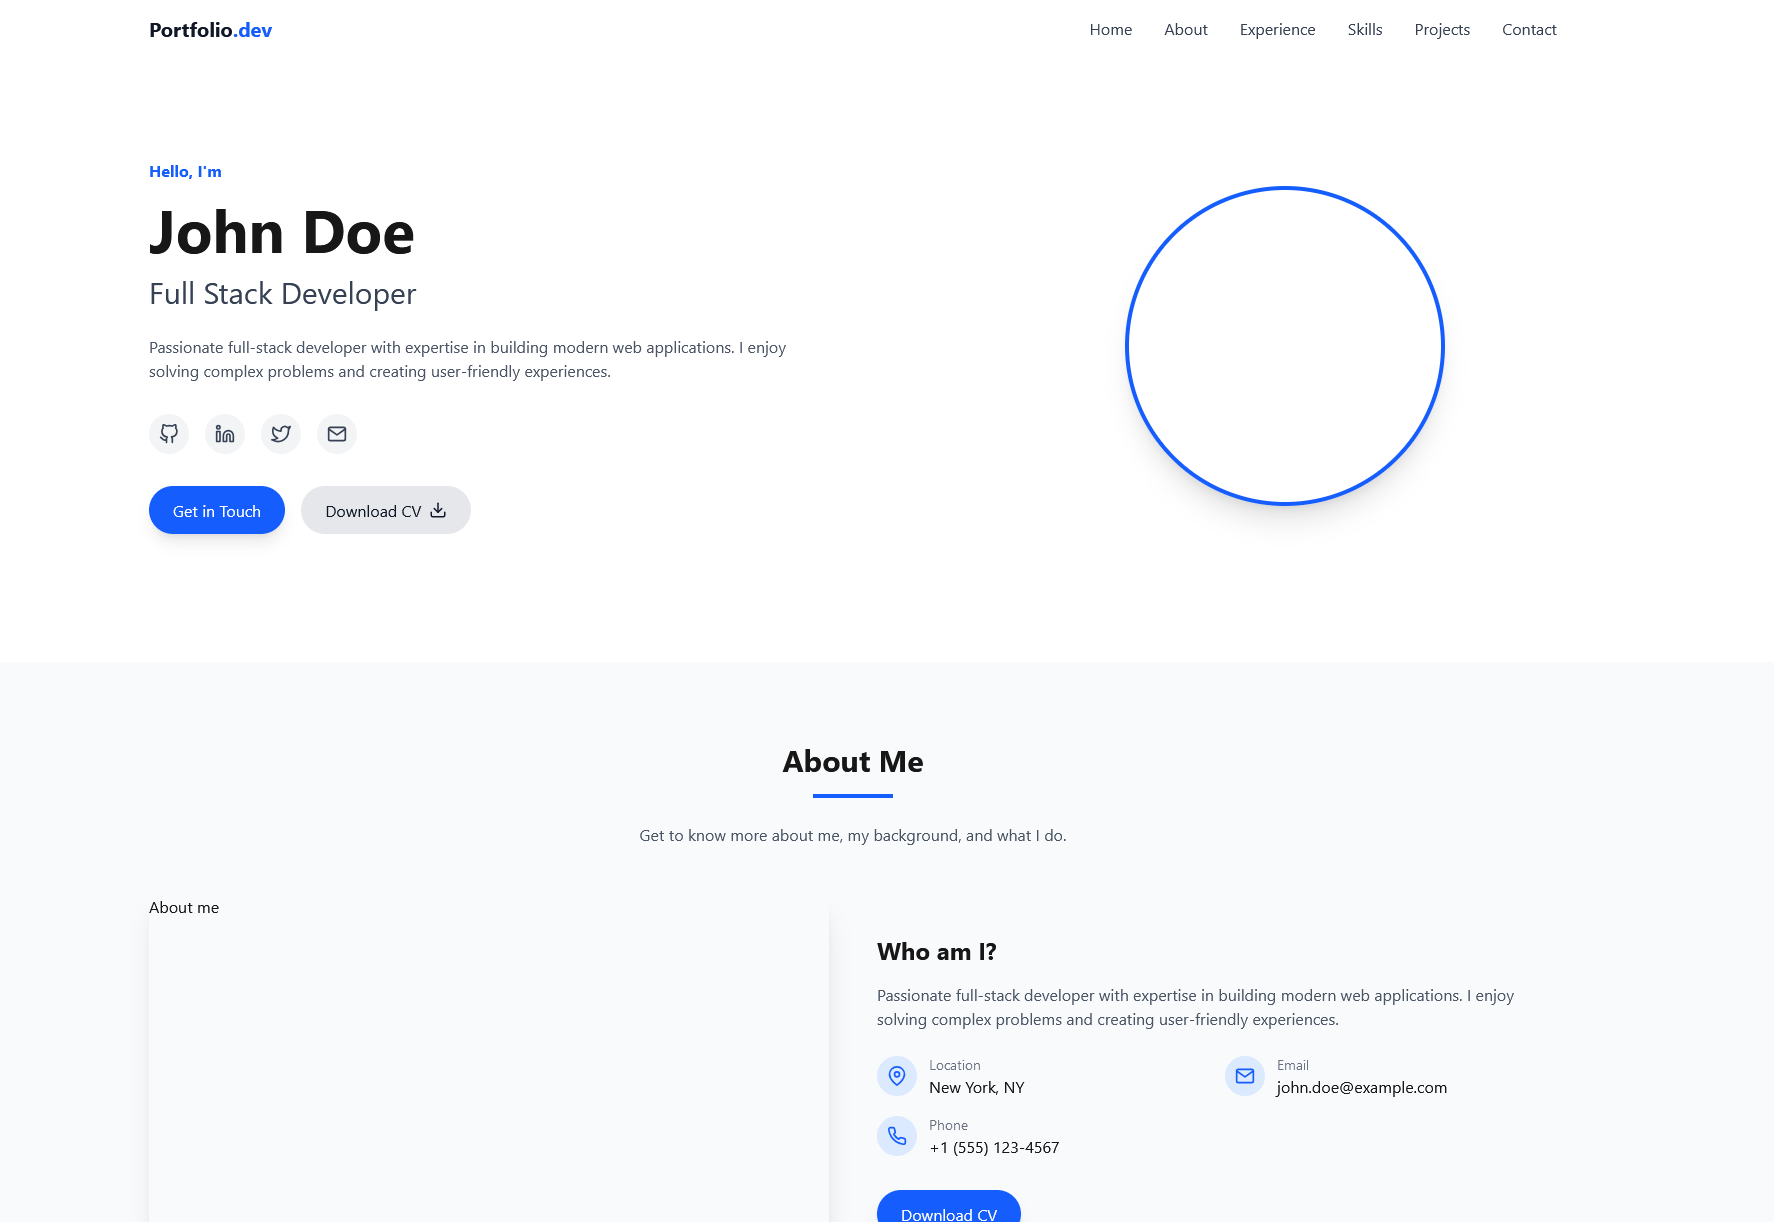 Portfolio.dev
Home About Experience Skills Projects Contact
Hello, I'm
John Doe
Full Stack Developer
Passionate full-stack developer with expertise in building modern web applications. I enjoy
solving complex problems and creating user-friendly experiences.
Get in Touch
Download CV
About Me
Get to know more about me, my background, and what I do.
About me
Who am I?
Passionate full-stack developer with expertise in building modern web applications. I enjoy
solving complex problems and creating user-friendly experiences.
Location
New York, NY
Email
john.doe@example.com
Phone
+1 (555) 123-4567
Download CV